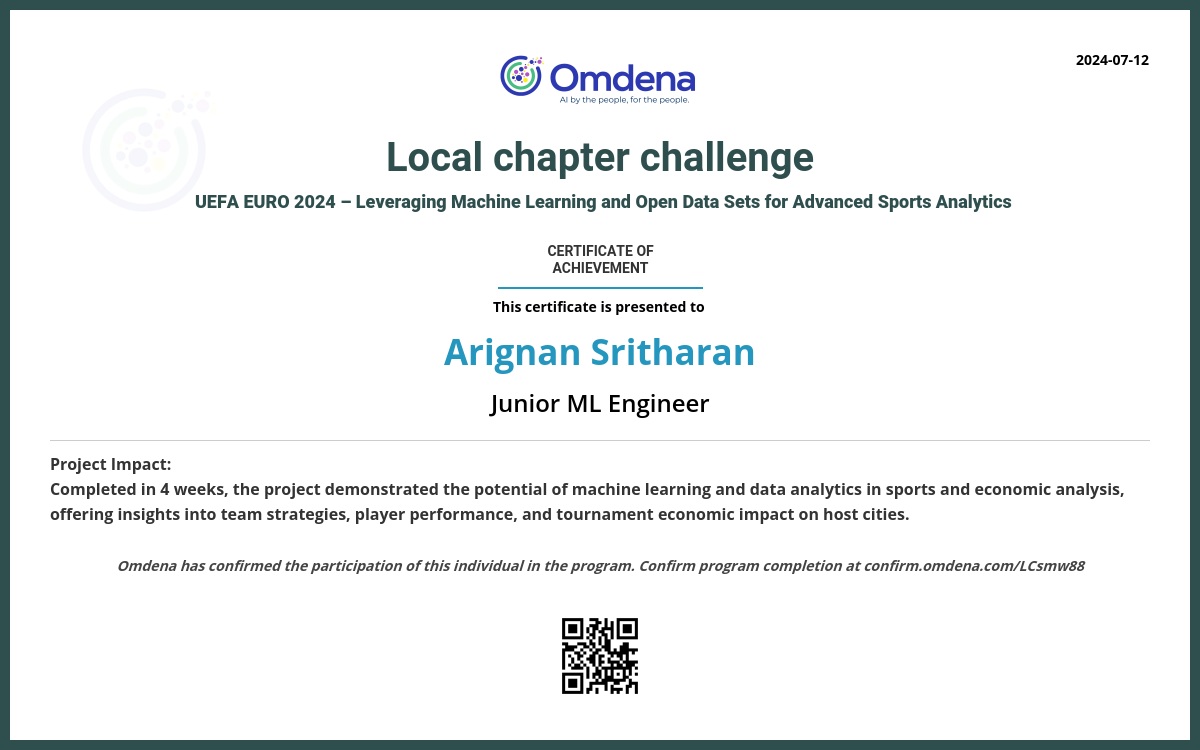 2024-07-12
Omdena
AI by the people, for the people.
Local chapter challenge
UEFA EURO 2024 – Leveraging Machine Learning and Open Data Sets for Advanced Sports Analytics
CERTIFICATE OF
ACHIEVEMENT
This certificate is presented to
Arignan Sritharan
Junior ML Engineer
Project Impact:
Completed in 4 weeks, the project demonstrated the potential of machine learning and data analytics in sports and economic analysis,
offering insights into team strategies, player performance, and tournament economic impact on host cities.
Omdena has confirmed the participation of this individual in the program. Confirm program completion at confirm.omdena.com/LCsmw88